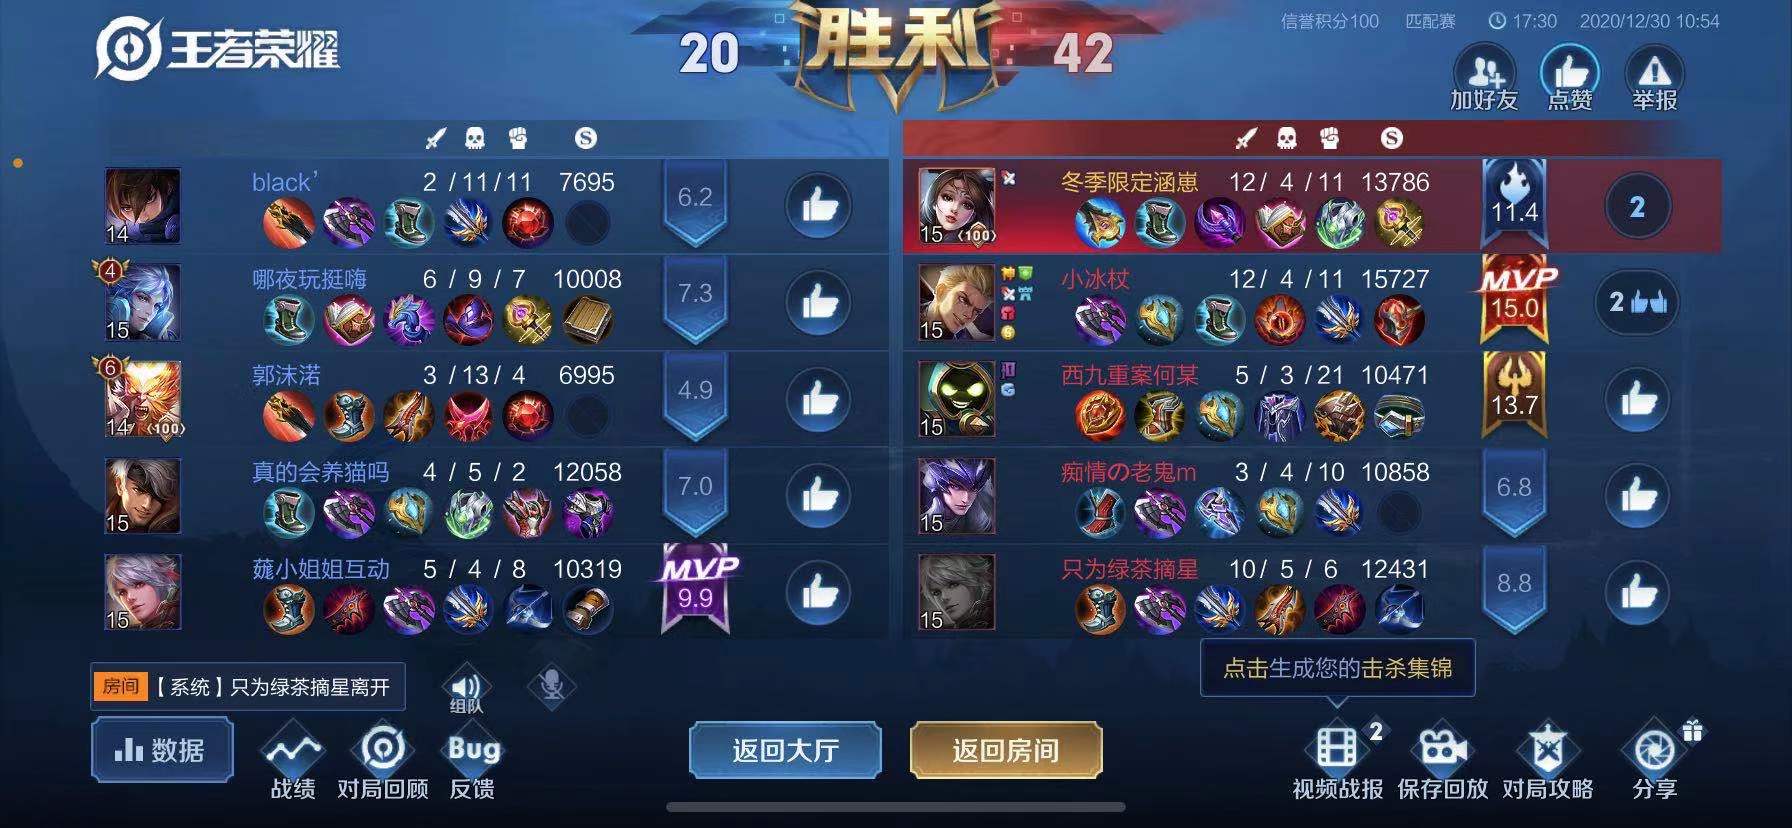 王者荣耀
20 胜利 42
信誉积分100 匹配赛 17:30 2020/12/30 10:54
加好友 点赞 举报
S S
14 black’ 2 / 11 / 11 7695 6.2
4 15 哪夜玩挺嗨 6 / 9 / 7 10008 7.3
6 14 (100) 郭沫渃 3 / 13 / 4 6995 4.9
15 真的会养猫吗 4 / 5 / 2 12058 7.0
15 薤小姐姐互动 5 / 4 / 8 10319 MVP 9.9
15 (100) 冬季限定涵崽 12 / 4 / 11 13786 11.4 2
15 小冰杖 12 / 4 / 11 15727 MVP 15.0 2
15 西九重案何某 5 / 3 / 21 10471 13.7
15 痴情の老鬼m 3 / 4 / 10 10858 6.8
15 只为绿茶摘星 10 / 5 / 6 12431 8.8
点击生成您的击杀集锦
房间 【系统】只为绿茶摘星离开
组队
数据
战绩
对局回顾
Bug
反馈
返回大厅
返回房间
2
视频战报
保存回放
对局攻略
分享